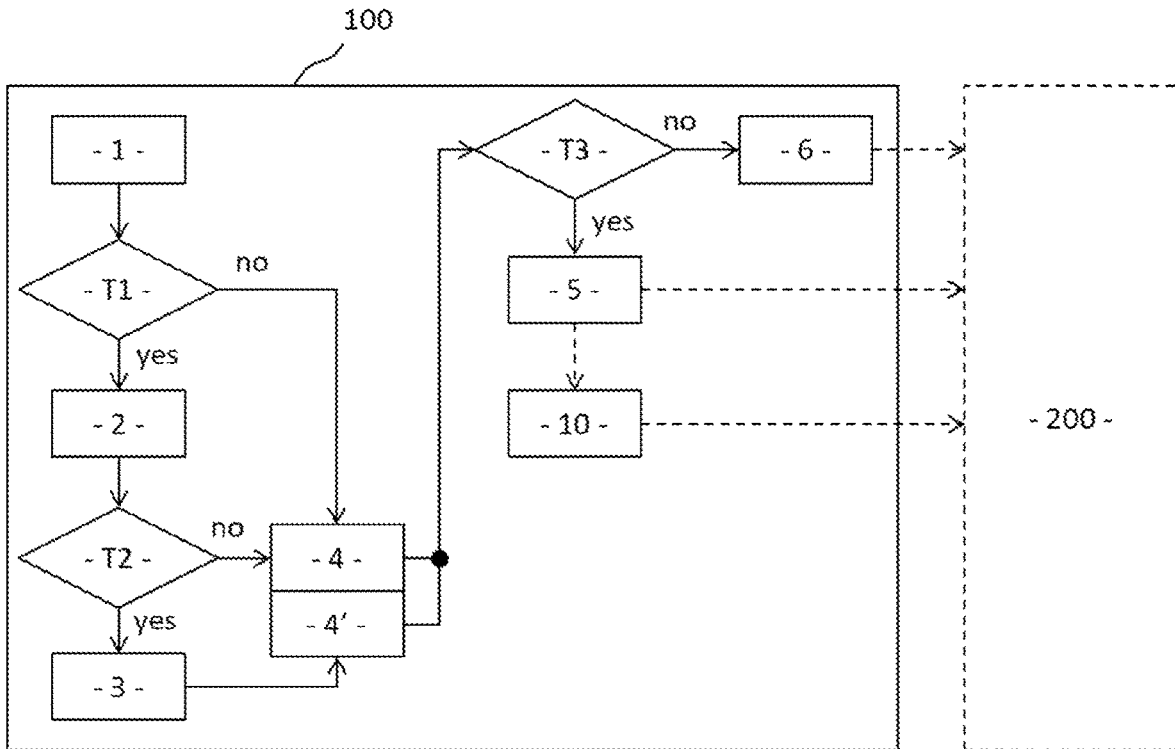 100
- 1 -
- T3 -
no
- 6 -
yes
no
- T1 -
- 5 -
yes
- 2 -
- 10 -
- 200 -
no
- T2 -
- 4 -
yes
- 4' -
- 3 -